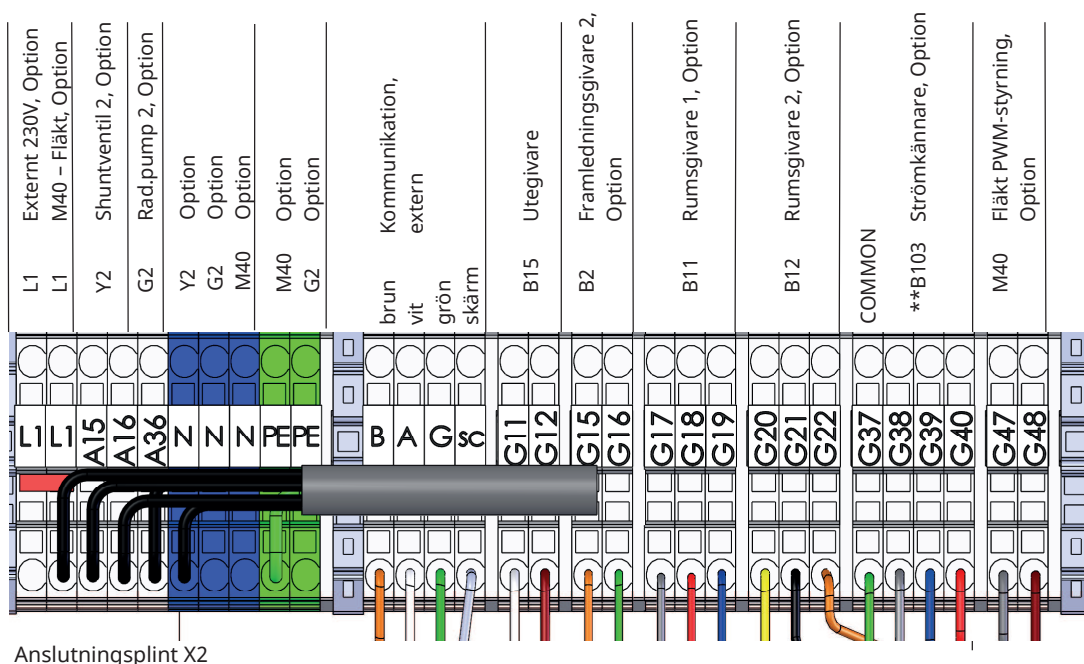 L1 Externt 230V, Option
L1 M40 – Fläkt, Option
Y2 Shuntventil 2, Option
G2 Rad.pump 2, Option
Y2 Option
G2 Option
M40 Option
M40 Option
G2 Option
Kommunikation,
extern
brun
vit
grön
skärm
B15 Utegivare
B2 Framledningsgivare 2,
Option
B11 Rumsgivare 1, Option
B12 Rumsgivare 2, Option
COMMON
**B103 Strömkännare, Option
M40 Fläkt PWM-styrning,
Option
L1 L1 A15 A16 A36 N N N PE PE B A G SC G11 G12 G15 G16 G17 G18 G19 G20 G21 G22 G37 G38 G39 G40 G47 G48
Anslutningsplint X2